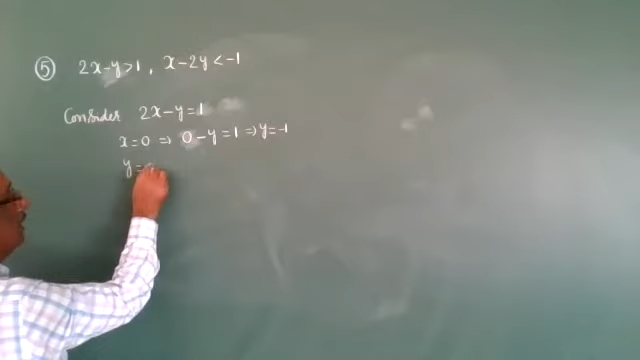 ⑤ 2x-y>1, x-2y<-1
Consider 2x-y=1
x=0 ⇒ 0-y=1 ⇒ y=-1
y=